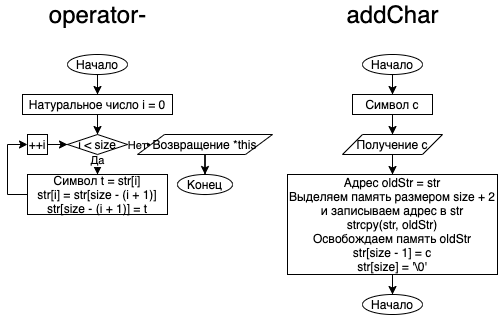 operator-
Начало
Натуральное число i = 0
++i
i < size
Нет
Возвращение *this
Да
Символ t = str[i]
str[i] = str[size - (i + 1)]
str[size - (i + 1)] = t
Конец
addChar
Начало
Символ c
Получение c
Адрес oldStr = str
Выделяем память размером size + 2
и записываем адрес в str
strcpy(str, oldStr)
Освобождаем память oldStr
str[size - 1] = c
str[size] = '\0'
Начало